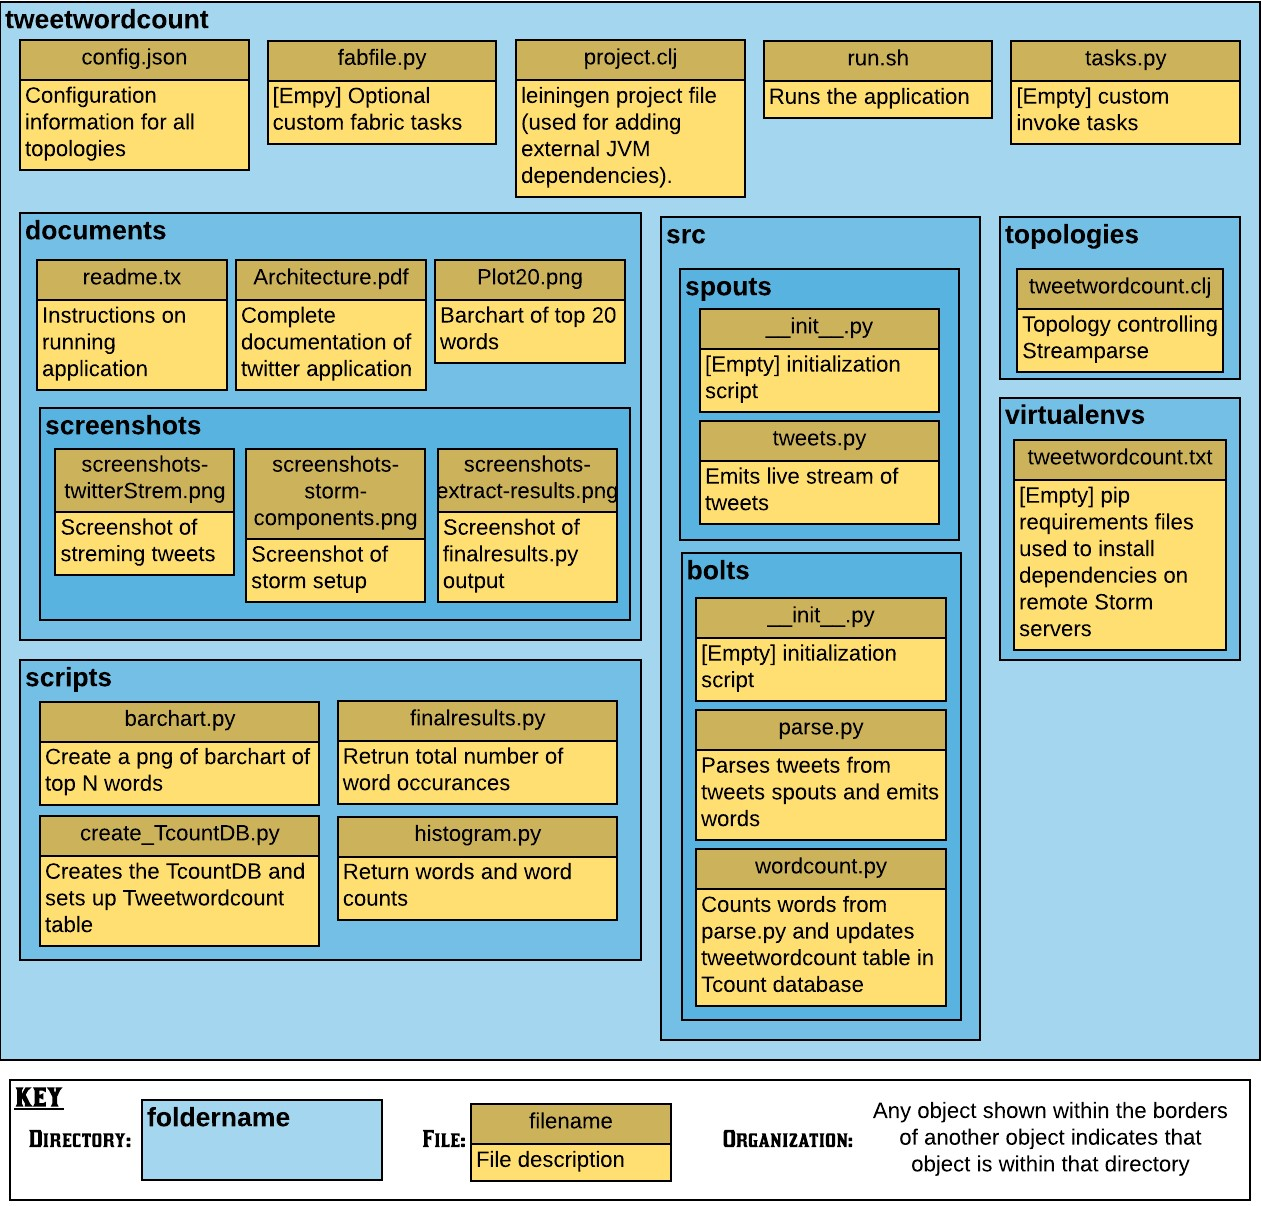 tweetwordcount
config.json
Configuration
information for all
topologies
fabfile.py
[Empy] Optional
custom fabric tasks
project.clj
leiningen project file
(used for adding
external JVM
dependencies).
run.sh
Runs the application
tasks.py
[Empty] custom
invoke tasks
documents
readme.tx
Instructions on
running
application
Architecture.pdf
Complete
documentation of
twitter application
Plot20.png
Barchart of top 20
words
screenshots
screenshots-
twitterStrem.png
Screenshot of
streming tweets
screenshots-
storm-
components.png
Screenshot of
storm setup
screenshots-
extract-results.png
Screenshot of
finalresults.py
output
scripts
barchart.py
Create a png of barchart of
top N words
finalresults.py
Retrun total number of
word occurances
create_TcountDB.py
Creates the TcountDB and
sets up Tweetwordcount
table
histogram.py
Return words and word
counts
src
spouts
__init__.py
[Empty] initialization
script
tweets.py
Emits live stream of
tweets
bolts
__init__.py
[Empty] initialization
script
parse.py
Parses tweets from
tweets spouts and emits
words
wordcount.py
Counts words from
parse.py and updates
tweetwordcount table in
Tcount database
topologies
tweetwordcount.clj
Topology controlling
Streamparse
virtualenvs
tweetwordcount.txt
[Empty] pip
requirements files
used to install
dependencies on
remote Storm
servers
KEY
DIRECTORY:
foldername
FILE:
filename
File description
ORGANIZATION:
Any object shown within the borders
of another object indicates that
object is within that directory